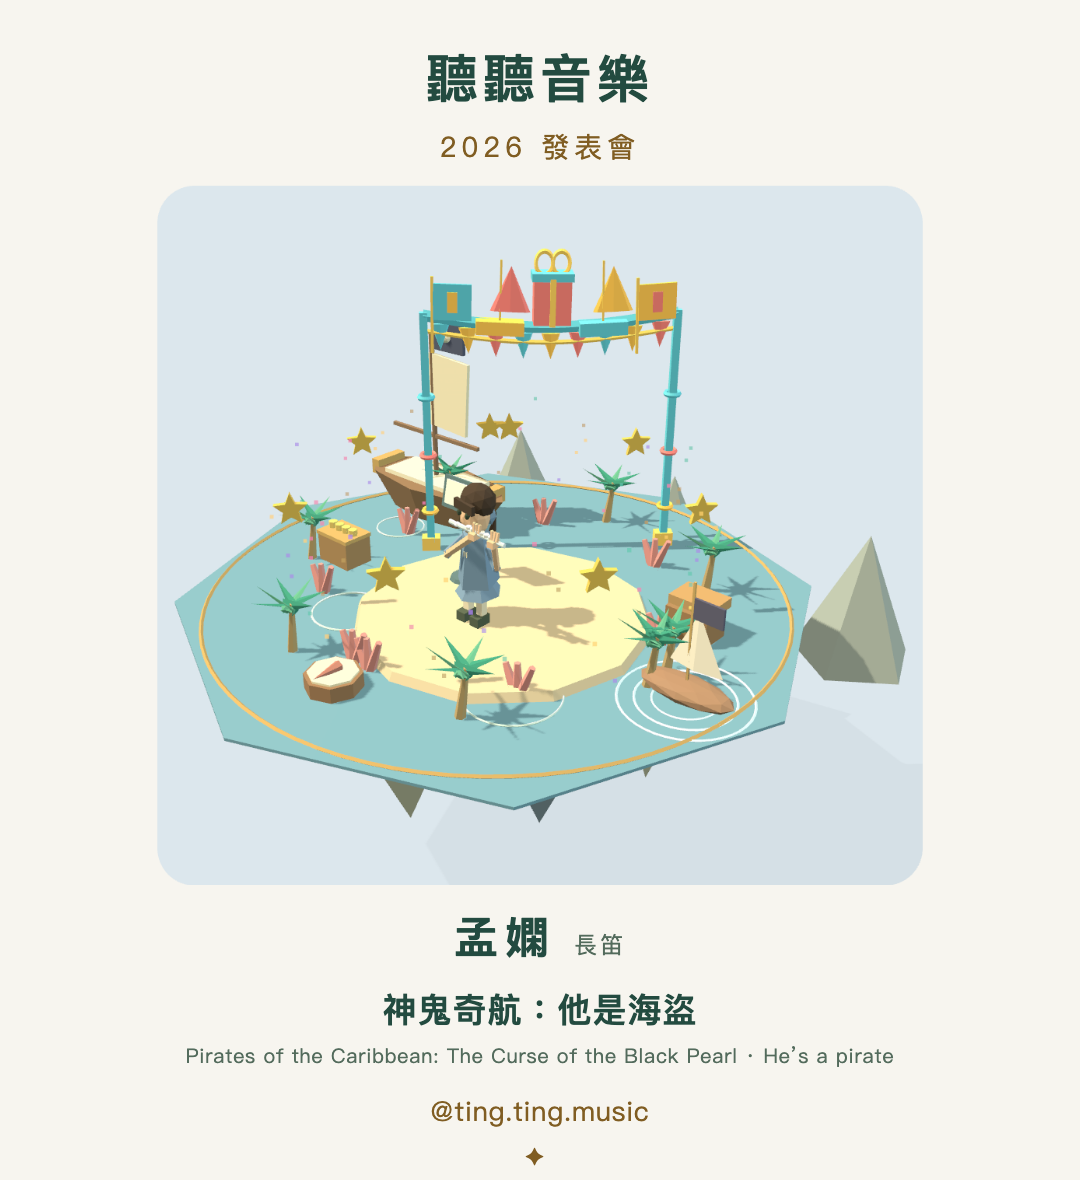 聽聽音樂
2026 發表會
孟嫻 長笛
神鬼奇航：他是海盜
Pirates of the Caribbean: The Curse of the Black Pearl · He's a pirate
@ting.ting.music